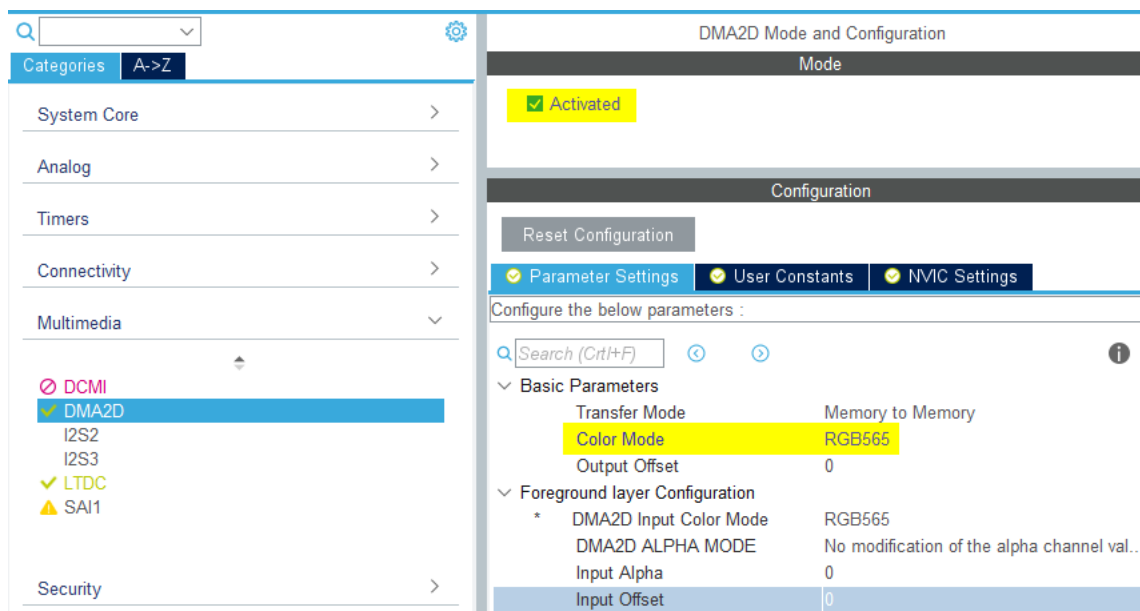 Categories A->Z
System Core
Analog
Timers
Connectivity
Multimedia
DCMI
DMA2D
I2S2
I2S3
LTDC
SAI1
Security
DMA2D Mode and Configuration
Mode
Activated
Configuration
Reset Configuration
Parameter Settings User Constants NVIC Settings
Configure the below parameters :
Search (Crtl+F)
Basic Parameters
Transfer Mode Memory to Memory
Color Mode RGB565
Output Offset 0
Foreground layer Configuration
* DMA2D Input Color Mode RGB565
DMA2D ALPHA MODE No modification of the alpha channel val..
Input Alpha 0
Input Offset 0